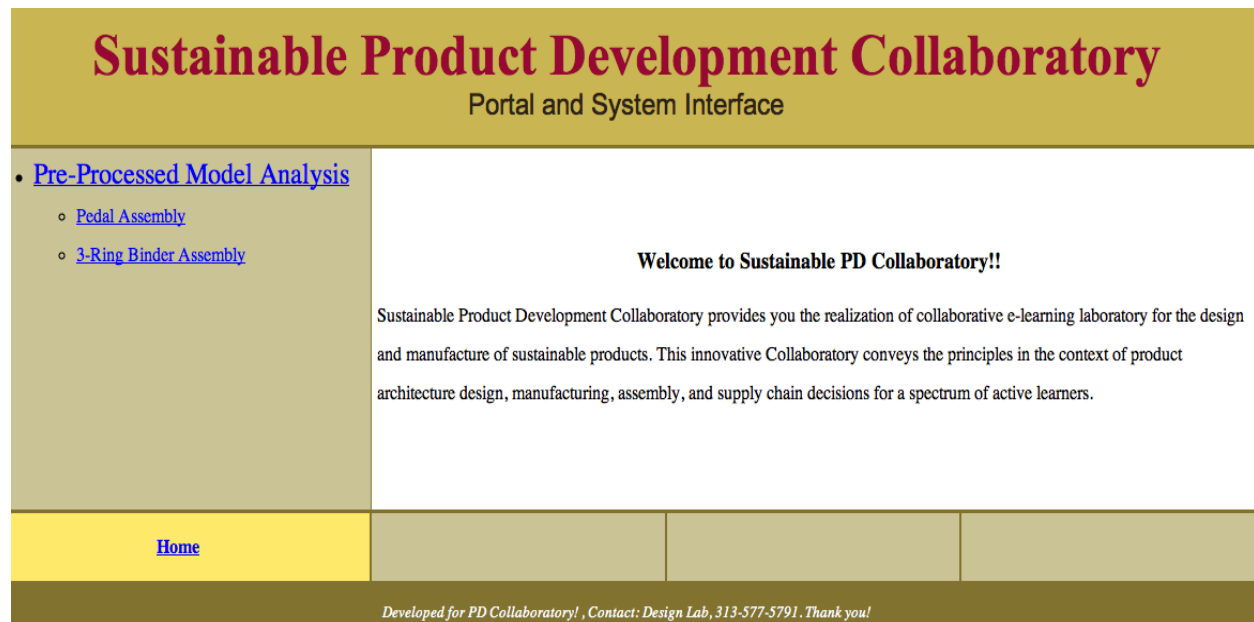 Sustainable Product Development Collaboratory
Portal and System Interface
Pre-Processed Model Analysis
Pedal Assembly
3-Ring Binder Assembly
Welcome to Sustainable PD Collaboratory!!
Sustainable Product Development Collaboratory provides you the realization of collaborative e-learning laboratory for the design
and manufacture of sustainable products. This innovative Collaboratory conveys the principles in the context of product
architecture design, manufacturing, assembly, and supply chain decisions for a spectrum of active learners.
Home
Developed for PD Collaboratory! , Contact: Design Lab, 313-577-5791. Thank you!